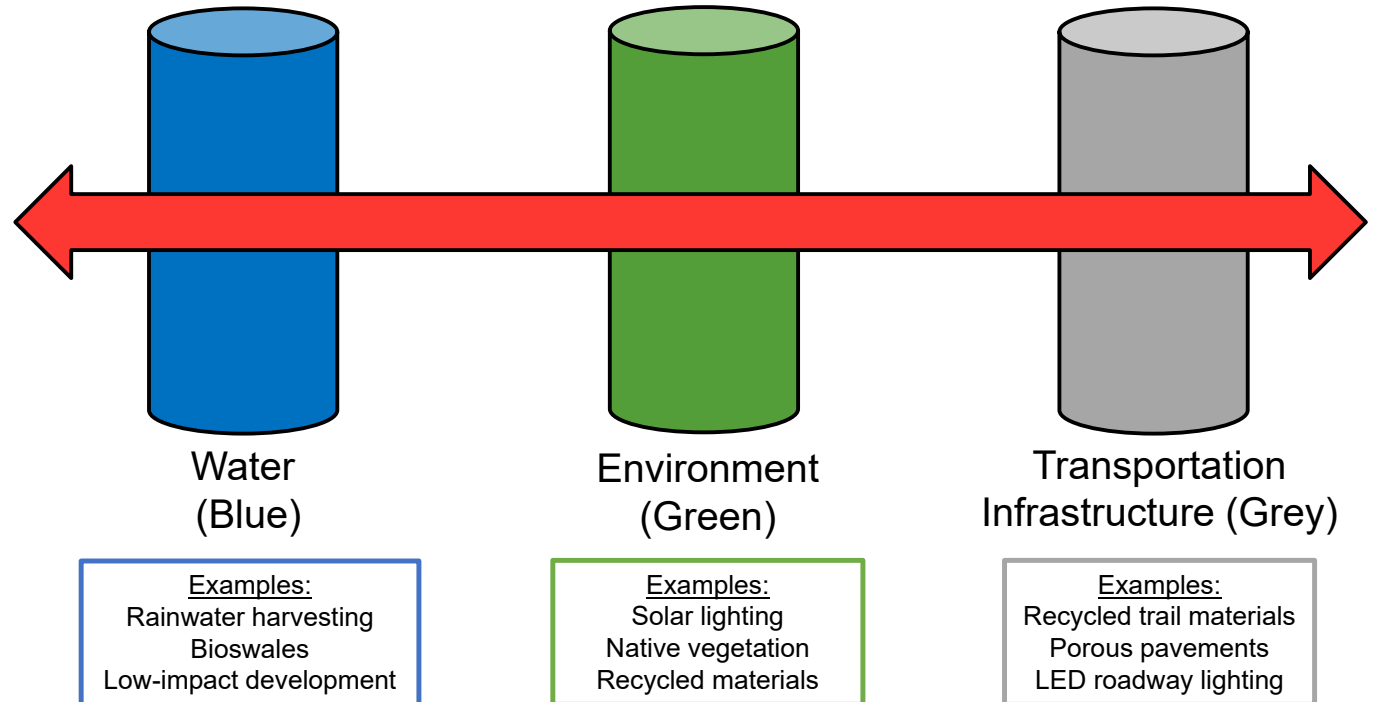 Water
(Blue)
Environment
(Green)
Transportation
Infrastructure (Grey)
Examples:
Rainwater harvesting
Bioswales
Low-impact development
Examples:
Solar lighting
Native vegetation
Recycled materials
Examples:
Recycled trail materials
Porous pavements
LED roadway lighting